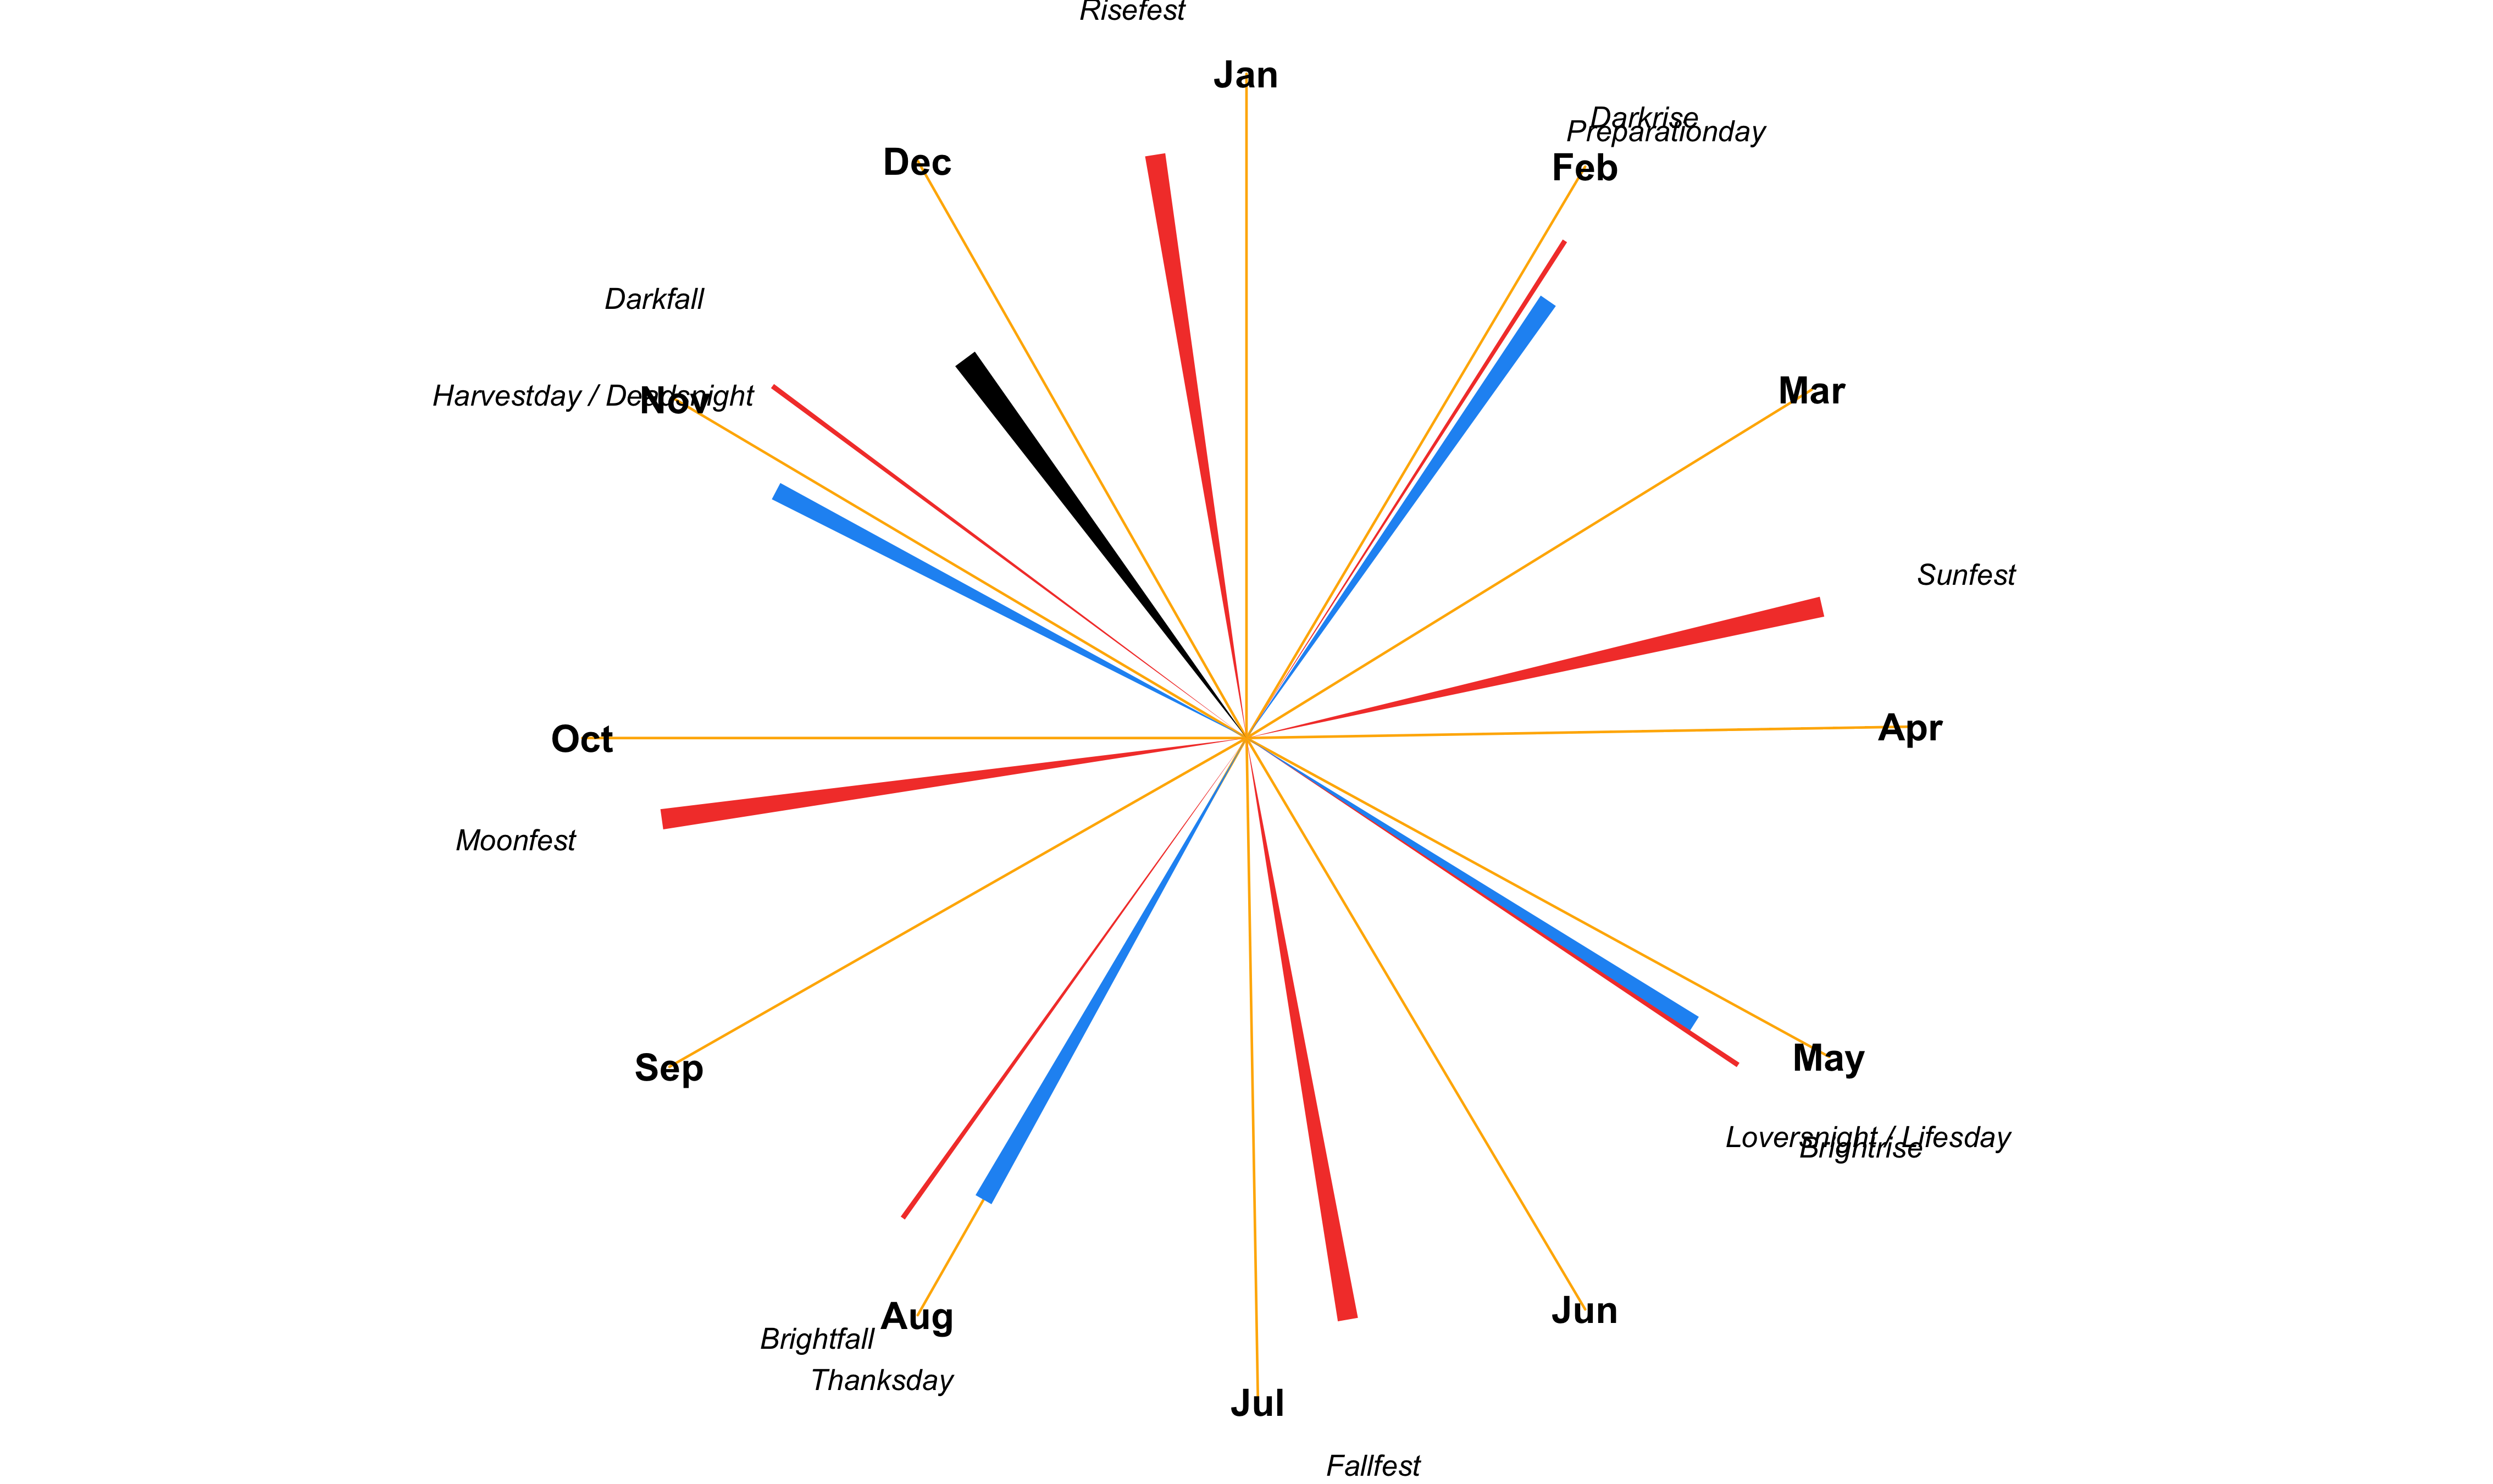 Risefest
Jan
Darkrise
Preparationday
Dec
Feb
Darkfall
Mar
Harvestday / Deadsnight
Nov
Sunfest
Apr
Oct
Moonfest
May
Sep
Loversnight / Lifesday
Brightrise
Jun
Aug
Brightfall
Thanksday
Jul
Fallfest